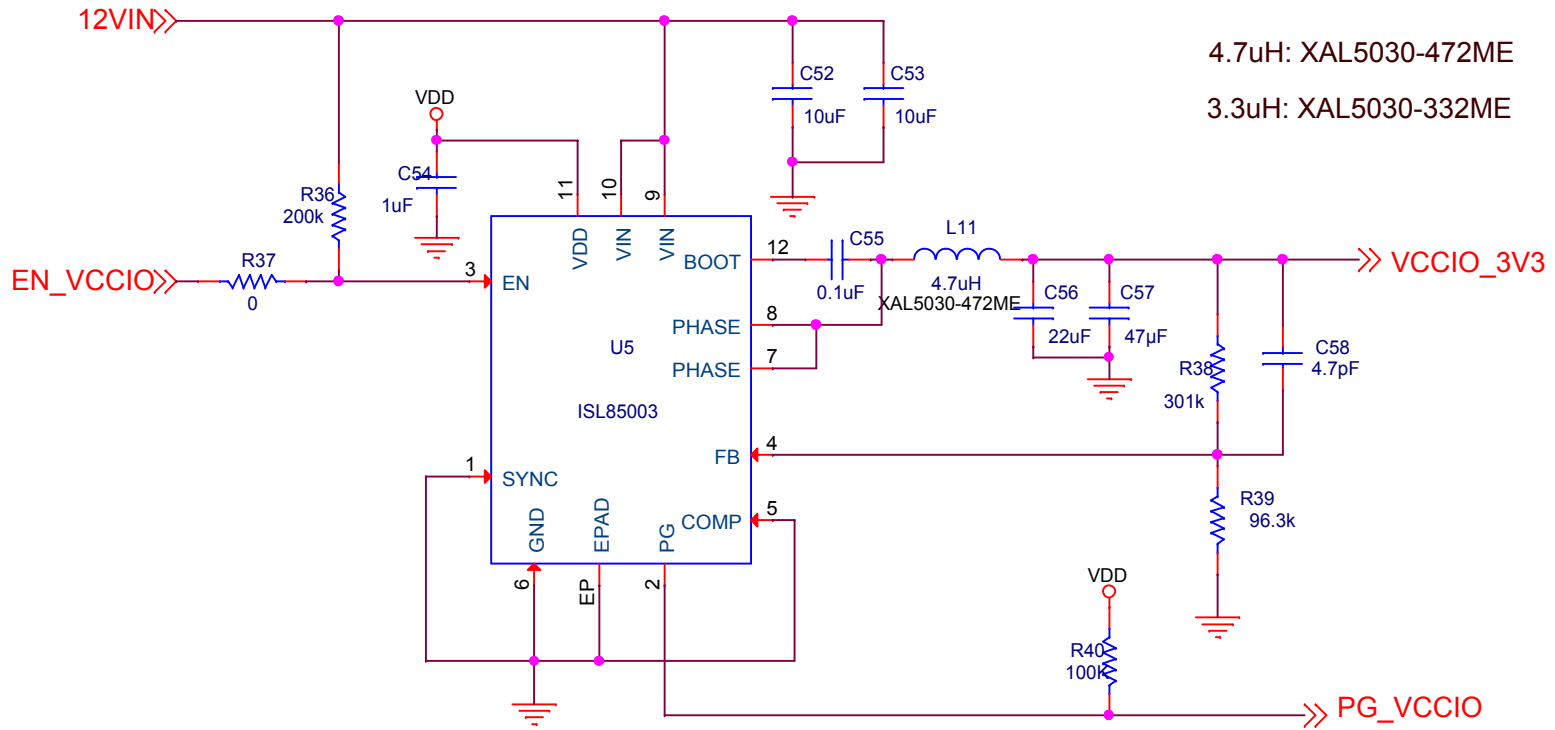 12VIN
4.7uH: XAL5030-472ME
3.3uH: XAL5030-332ME
C52
10uF
C53
10uF
VDD
C54
1uF
R36
200k
11
10
9
VDD
VIN
VIN
EN_VCCIO
R37
0
3
EN
BOOT
12
C55
0.1uF
L11
4.7uH
XAL5030-472ME
VCCIO_3V3
C56
22uF
C57
47µF
PHASE
8
PHASE
7
U5
ISL85003
R38
301k
C58
4.7pF
FB
4
1
SYNC
COMP
5
GND
EPAD
PG
6
EP
2
R39
96.3k
VDD
R40
100K
PG_VCCIO